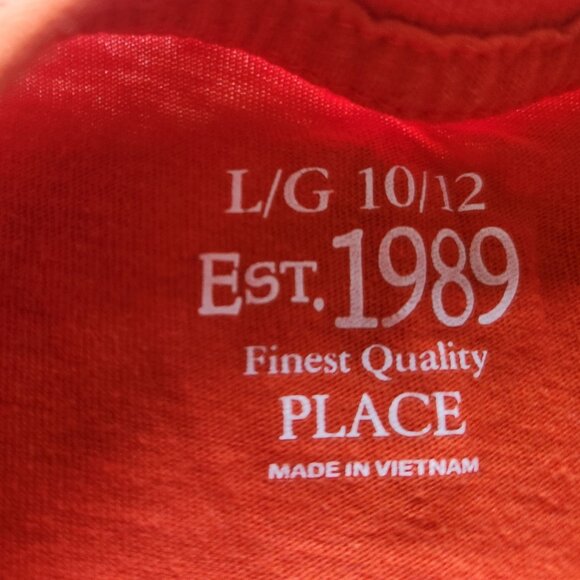 L/G 10/12
EST. 1989
Finest Quality
PLACE
MADE IN VIETNAM